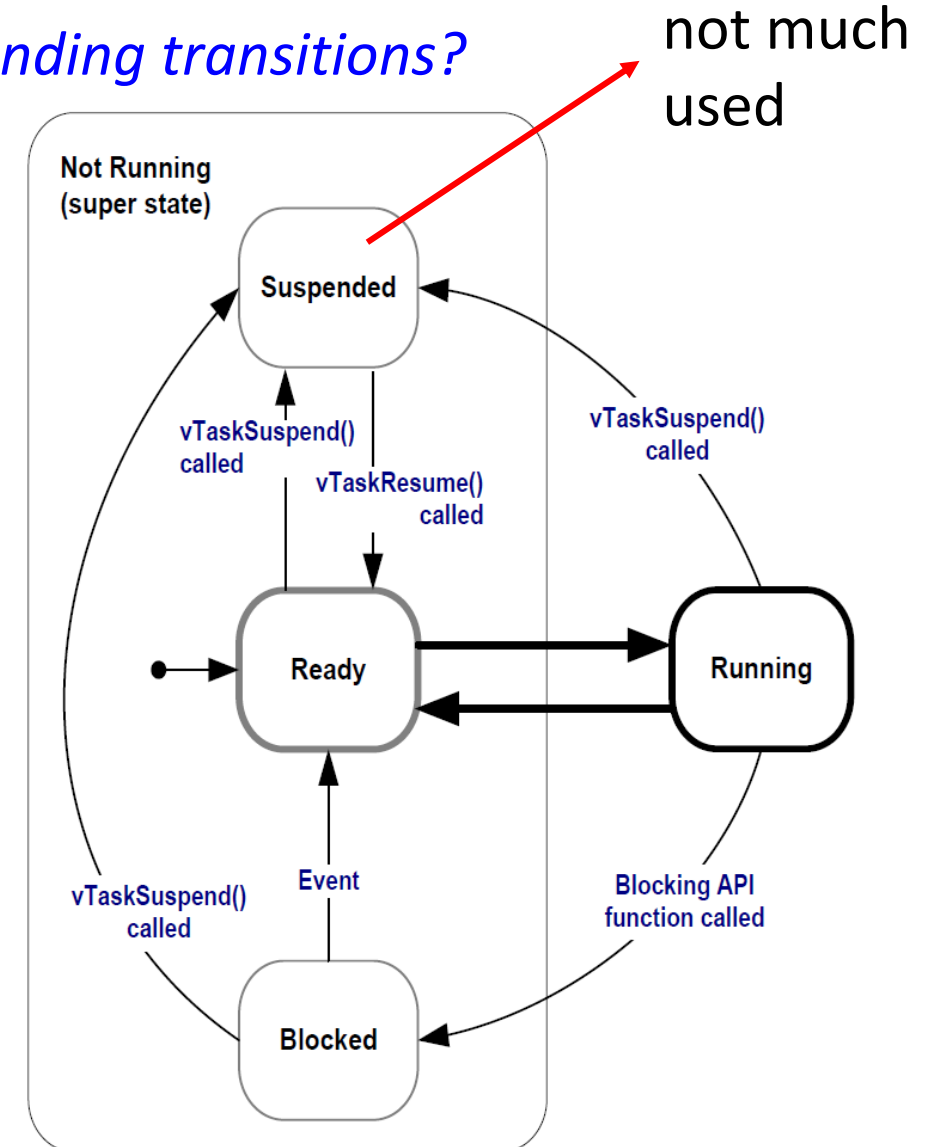 nding transitions?
not much
used
Not Running
(super state)
Suspended
vTaskSuspend()
called
vTaskResume()
called
vTaskSuspend()
called
Ready
Running
Event
vTaskSuspend()
called
Blocking API
function called
Blocked